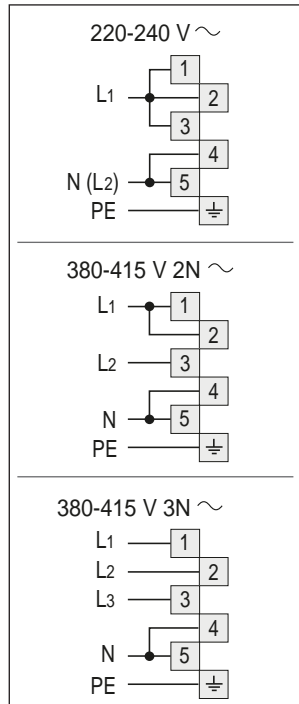 220-240 V ~
1
L1 2
3
4
N (L2) 5
PE
380-415 V 2N ~
L1 1
2
L2 3
4
N 5
PE
380-415 V 3N ~
L1 1
L2 2
L3 3
4
N 5
PE